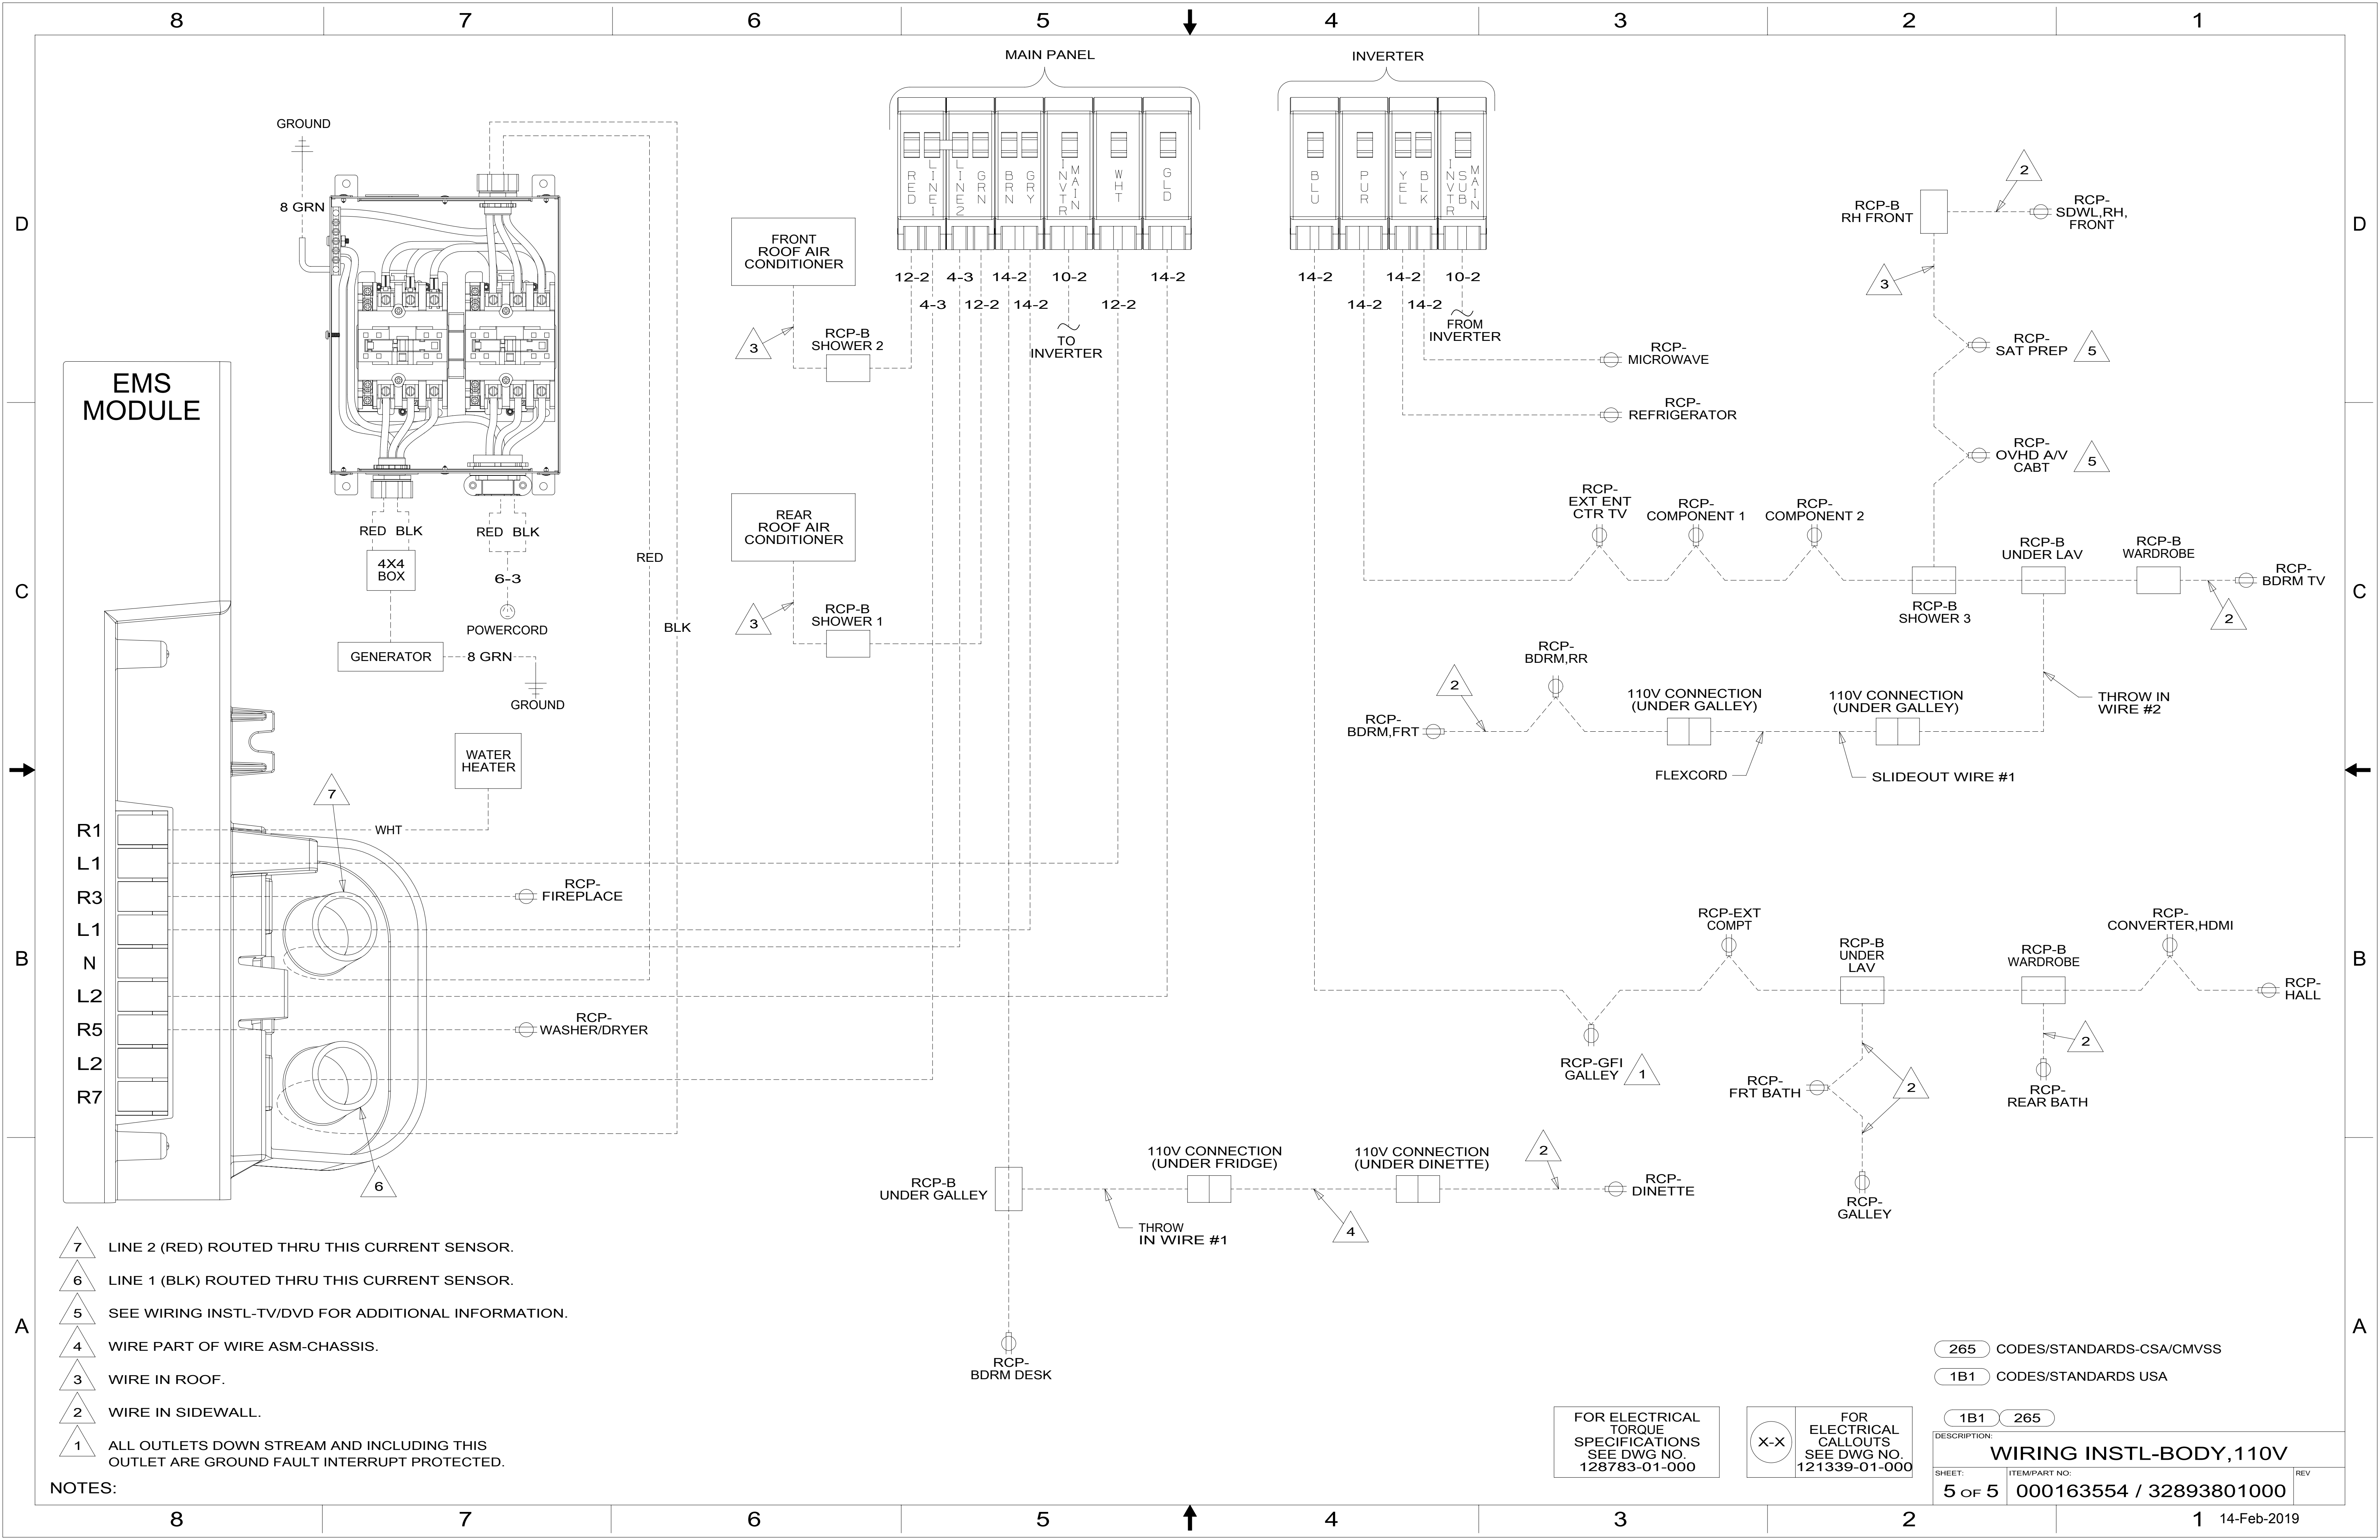 8 7 6 5 4 3 2 1
MAIN PANEL
INVERTER
GROUND
8 GRN
RED
LINE1
LINE2
GRN
BRN
GRY
INVTR
MAIN
WHT
GLD
BLU
PUR
YEL
BLK
INVTR
SUB
MAIN
D
D
12-2
4-3
4-3
12-2
14-2
14-2
10-2
12-2
14-2
TO
INVERTER
14-2
14-2
14-2
14-2
10-2
FROM
INVERTER
FRONT
ROOF AIR
CONDITIONER
3
RCP-B
SHOWER 2
RCP-
MICROWAVE
RCP-
REFRIGERATOR
RCP-B
RH FRONT
2
RCP-
SDWL,RH,
FRONT
3
RCP-
SAT PREP
5
RCP-
OVHD A/V
CABT
5
EMS
MODULE
RED BLK
4X4
BOX
RED BLK
6-3
POWERCORD
GENERATOR
8 GRN
GROUND
RED
BLK
REAR
ROOF AIR
CONDITIONER
3
RCP-B
SHOWER 1
C
C
RCP-
EXT ENT
CTR TV
RCP-
COMPONENT 1
RCP-
COMPONENT 2
RCP-B
SHOWER 3
RCP-B
UNDER LAV
RCP-B
WARDROBE
RCP-
BDRM TV
2
RCP-
BDRM,FRT
2
RCP-
BDRM,RR
110V CONNECTION
(UNDER GALLEY)
110V CONNECTION
(UNDER GALLEY)
THROW IN
WIRE #2
FLEXCORD
SLIDEOUT WIRE #1
WATER
HEATER
7
WHT
R1
L1
R3
L1
N
L2
R5
L2
R7
RCP-
FIREPLACE
RCP-
WASHER/DRYER
6
B
B
RCP-EXT
COMPT
RCP-B
UNDER
LAV
RCP-B
WARDROBE
RCP-
CONVERTER,HDMI
RCP-
HALL
RCP-GFI
GALLEY
1
RCP-
FRT BATH
2
2
RCP-
REAR BATH
RCP-
GALLEY
RCP-B
UNDER GALLEY
110V CONNECTION
(UNDER FRIDGE)
110V CONNECTION
(UNDER DINETTE)
2
RCP-
DINETTE
THROW
IN WIRE #1
4
RCP-
BDRM DESK
A
A
7 LINE 2 (RED) ROUTED THRU THIS CURRENT SENSOR.
6 LINE 1 (BLK) ROUTED THRU THIS CURRENT SENSOR.
5 SEE WIRING INSTL-TV/DVD FOR ADDITIONAL INFORMATION.
4 WIRE PART OF WIRE ASM-CHASSIS.
3 WIRE IN ROOF.
2 WIRE IN SIDEWALL.
1 ALL OUTLETS DOWN STREAM AND INCLUDING THIS
OUTLET ARE GROUND FAULT INTERRUPT PROTECTED.
NOTES:
FOR ELECTRICAL
TORQUE
SPECIFICATIONS
SEE DWG NO.
128783-01-000
X-X
FOR
ELECTRICAL
CALLOUTS
SEE DWG NO.
121339-01-000
265 CODES/STANDARDS-CSA/CMVSS
1B1 CODES/STANDARDS USA
1B1 265
DESCRIPTION:
WIRING INSTL-BODY,110V
SHEET:
5 OF 5
ITEM/PART NO:
000163554 / 32893801000
REV
8 7 6 5 4 3 2 1
14-Feb-2019